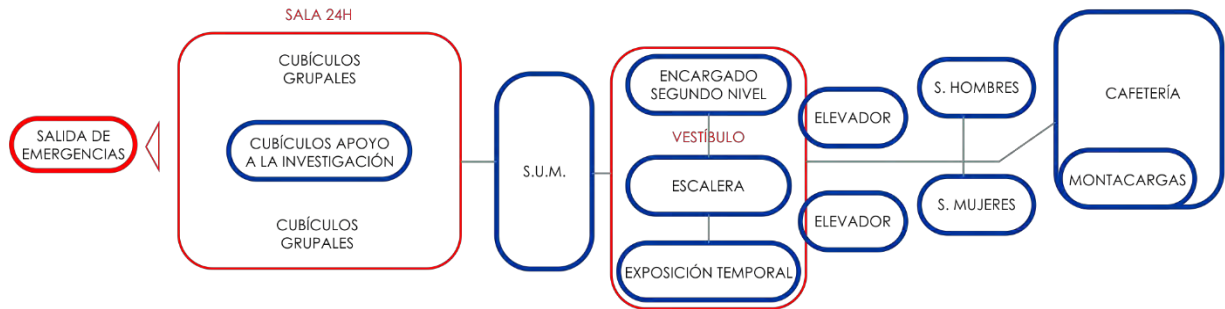 SALA 24H
CUBÍCULOS
GRUPALES
SALIDA DE
EMERGENCIAS
CUBÍCULOS APOYO
A LA INVESTIGACIÓN
CUBÍCULOS
GRUPALES
S.U.M.
ENCARGADO
SEGUNDO NIVEL
VESTÍBULO
ESCALERA
EXPOSICIÓN TEMPORAL
ELEVADOR
ELEVADOR
S. HOMBRES
S. MUJERES
CAFETERÍA
MONTACARGAS